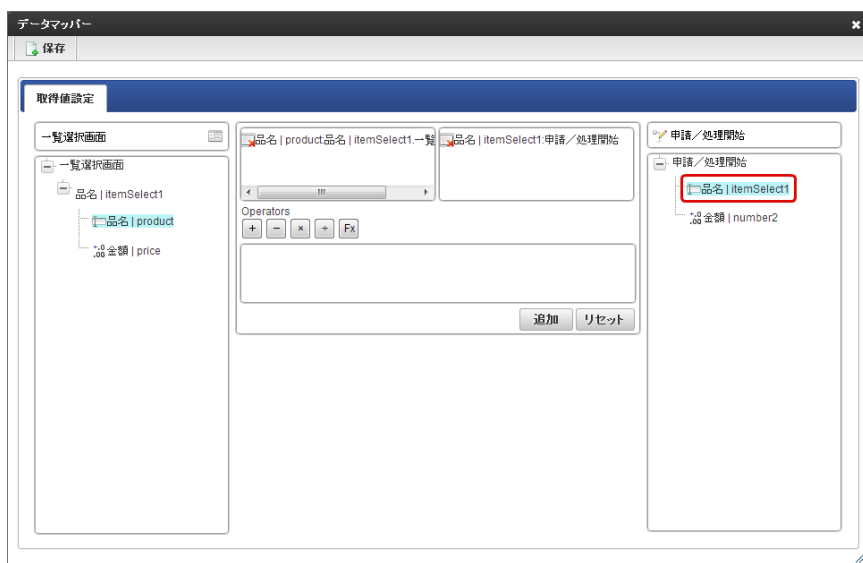 データマッパー
保存
取得値設定
一覧選択画面
一覧選択画面
品名 | itemSelect1
品名 | product
金額 | price
品名 | product:品名 | itemSelect1:一覧
品名 | itemSelect1:申請／処理開始
Operators
+ − × ÷ Fx
追加 リセット
申請／処理開始
申請／処理開始
品名 | itemSelect1
金額 | number2